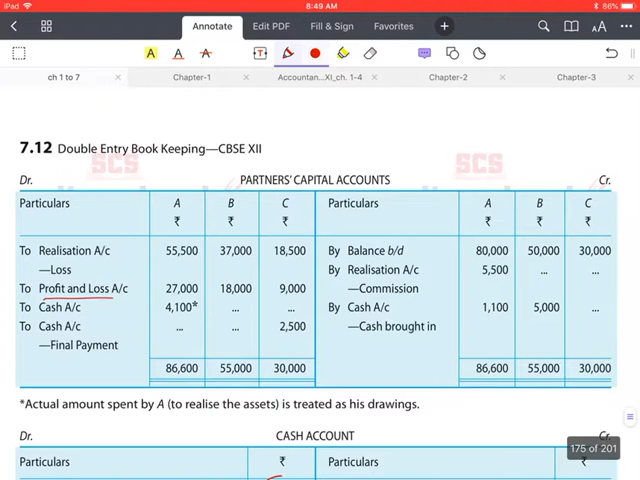 iPad
8:49 AM
86%
Annotate
Edit PDF
Fill & Sign
Favorites
AA
A A A T
ch 1 to 7
Chapter-1
Accountan...XI_ch. 1-4
Chapter-2
Chapter-3
7.12 Double Entry Book Keeping—CBSE XII
SCS
SCS
Dr. PARTNERS' CAPITAL ACCOUNTS Cr.
Particulars A B C Particulars A B C
₹ ₹ ₹ ₹ ₹ ₹
To Realisation A/c 55,500 37,000 18,500 By Balance b/d 80,000 50,000 30,000
—Loss By Realisation A/c 5,500 ... ...
To Profit and Loss A/c 27,000 18,000 9,000 —Commission
To Cash A/c 4,100* ... ... By Cash A/c 1,100 5,000 ...
To Cash A/c ... ... 2,500 —Cash brought in
—Final Payment
86,600 55,000 30,000 86,600 55,000 30,000
*Actual amount spent by A (to realise the assets) is treated as his drawings.
Dr. CASH ACCOUNT Cr.
175 of 201
Particulars ₹ Particulars ₹